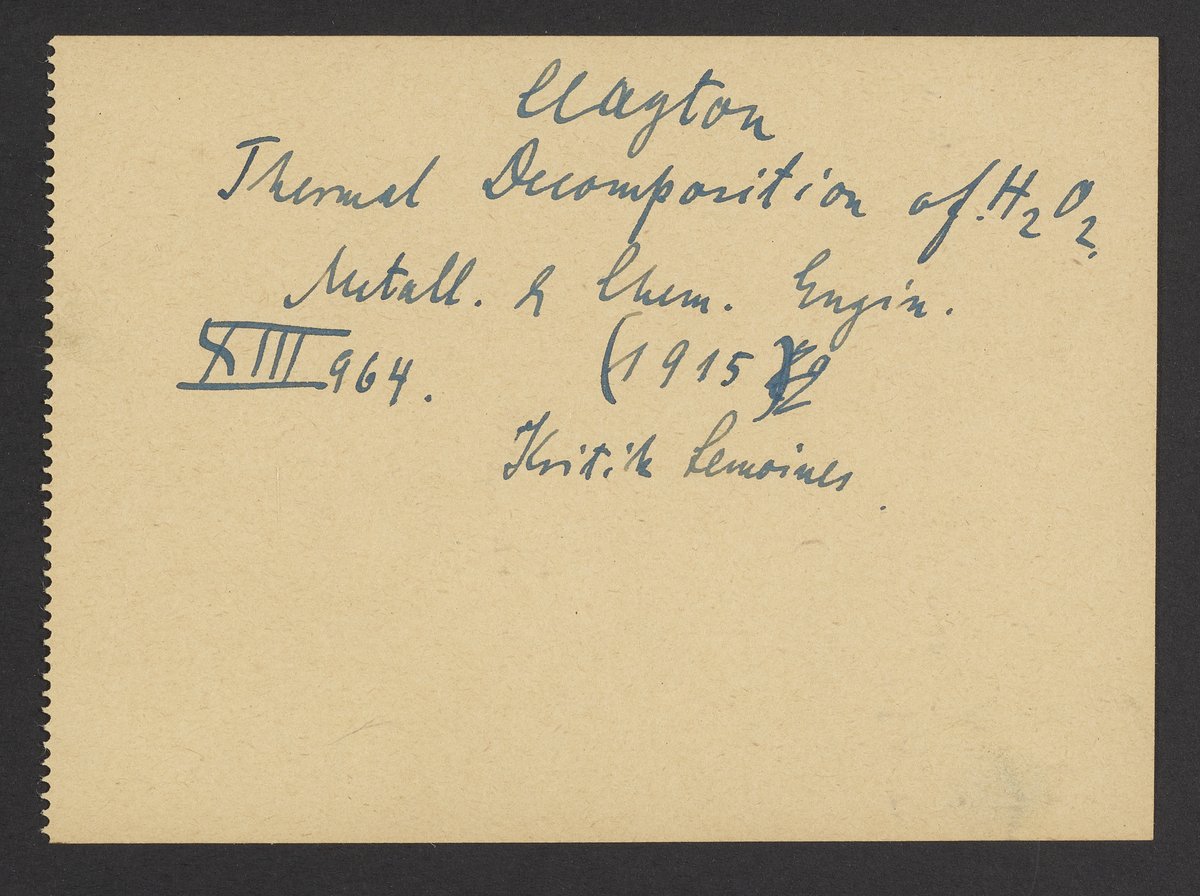 Clayton
Thermal Decomposition of H₂O₂
Metall. & Chem. Engin.
XIII 964. (1915
Kritik Lemoines